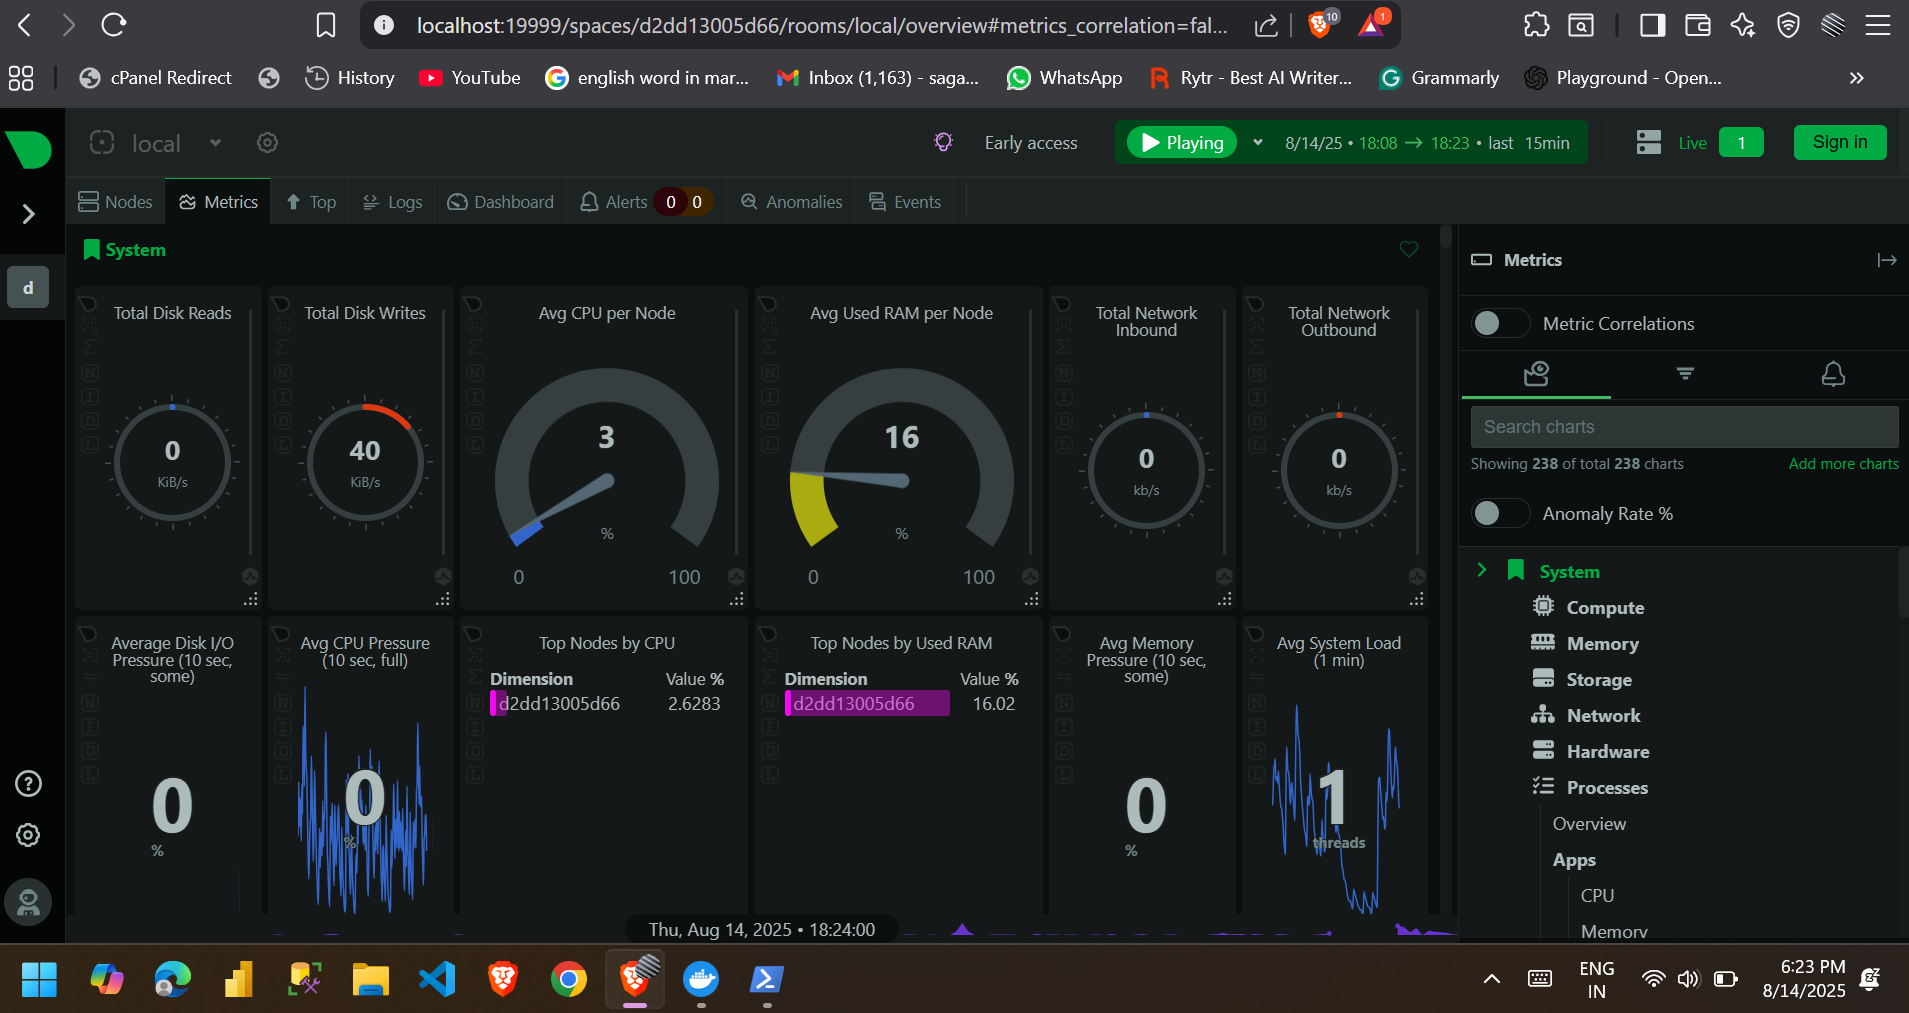 localhost:19999/spaces/d2dd13005d66/rooms/local/overview#metrics_correlation=fal...
10
1
cPanel Redirect
History
YouTube
english word in mar...
Inbox (1,163) - saga...
WhatsApp
Rytr - Best AI Writer...
Grammarly
Playground - Open...
»
local
Early access
Playing
8/14/25 • 18:08 → 18:23 • last 15min
Live
1
Sign in
Nodes
Metrics
Top
Logs
Dashboard
Alerts 0 0
Anomalies
Events
d
System
Total Disk Reads
0
KiB/s
Total Disk Writes
40
KiB/s
Avg CPU per Node
3
%
0 100
Avg Used RAM per Node
16
%
0 100
Total Network
Inbound
0
kb/s
Total Network
Outbound
0
kb/s
Average Disk I/O
Pressure (10 sec,
some)
0
%
Avg CPU Pressure
(10 sec, full)
0
%
Top Nodes by CPU
Dimension Value %
d2dd13005d66 2.6283
Top Nodes by Used RAM
Dimension Value %
d2dd13005d66 16.02
Avg Memory
Pressure (10 sec,
some)
0
%
Avg System Load
(1 min)
1
threads
Thu, Aug 14, 2025 • 18:24:00
Metrics
Metric Correlations
Search charts
Showing 238 of total 238 charts
Add more charts
Anomaly Rate %
System
Compute
Memory
Storage
Network
Hardware
Processes
Overview
Apps
CPU
Memory
ENG
IN
6:23 PM
8/14/2025